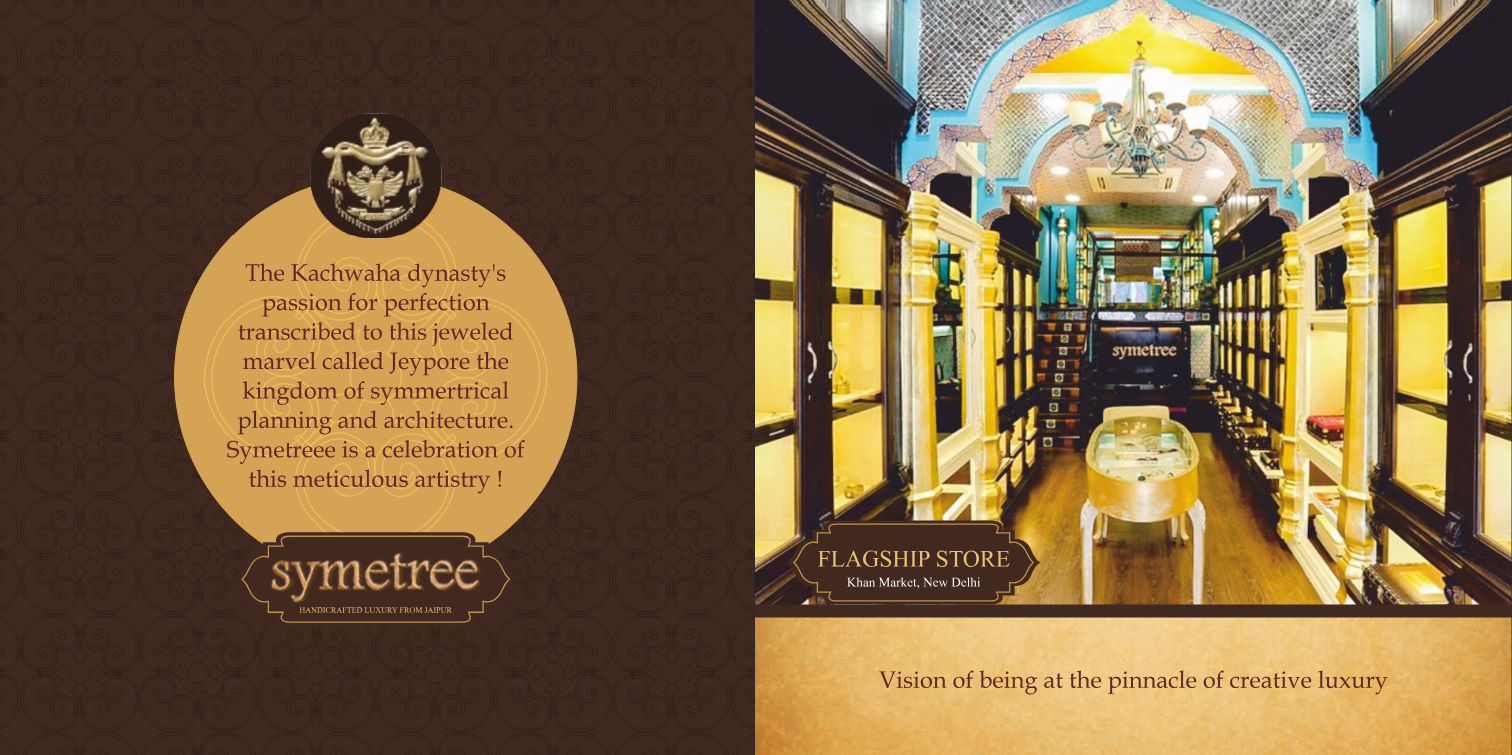 The Kachwaha dynasty's
passion for perfection
transcribed to this jeweled
marvel called Jeypore the
kingdom of symmertrical
planning and architecture.
Symetreee is a celebration of
this meticulous artistry !
symetree
HANDICRAFTED LUXURY FROM JAIPUR
symetree
FLAGSHIP STORE
Khan Market, New Delhi
Vision of being at the pinnacle of creative luxury